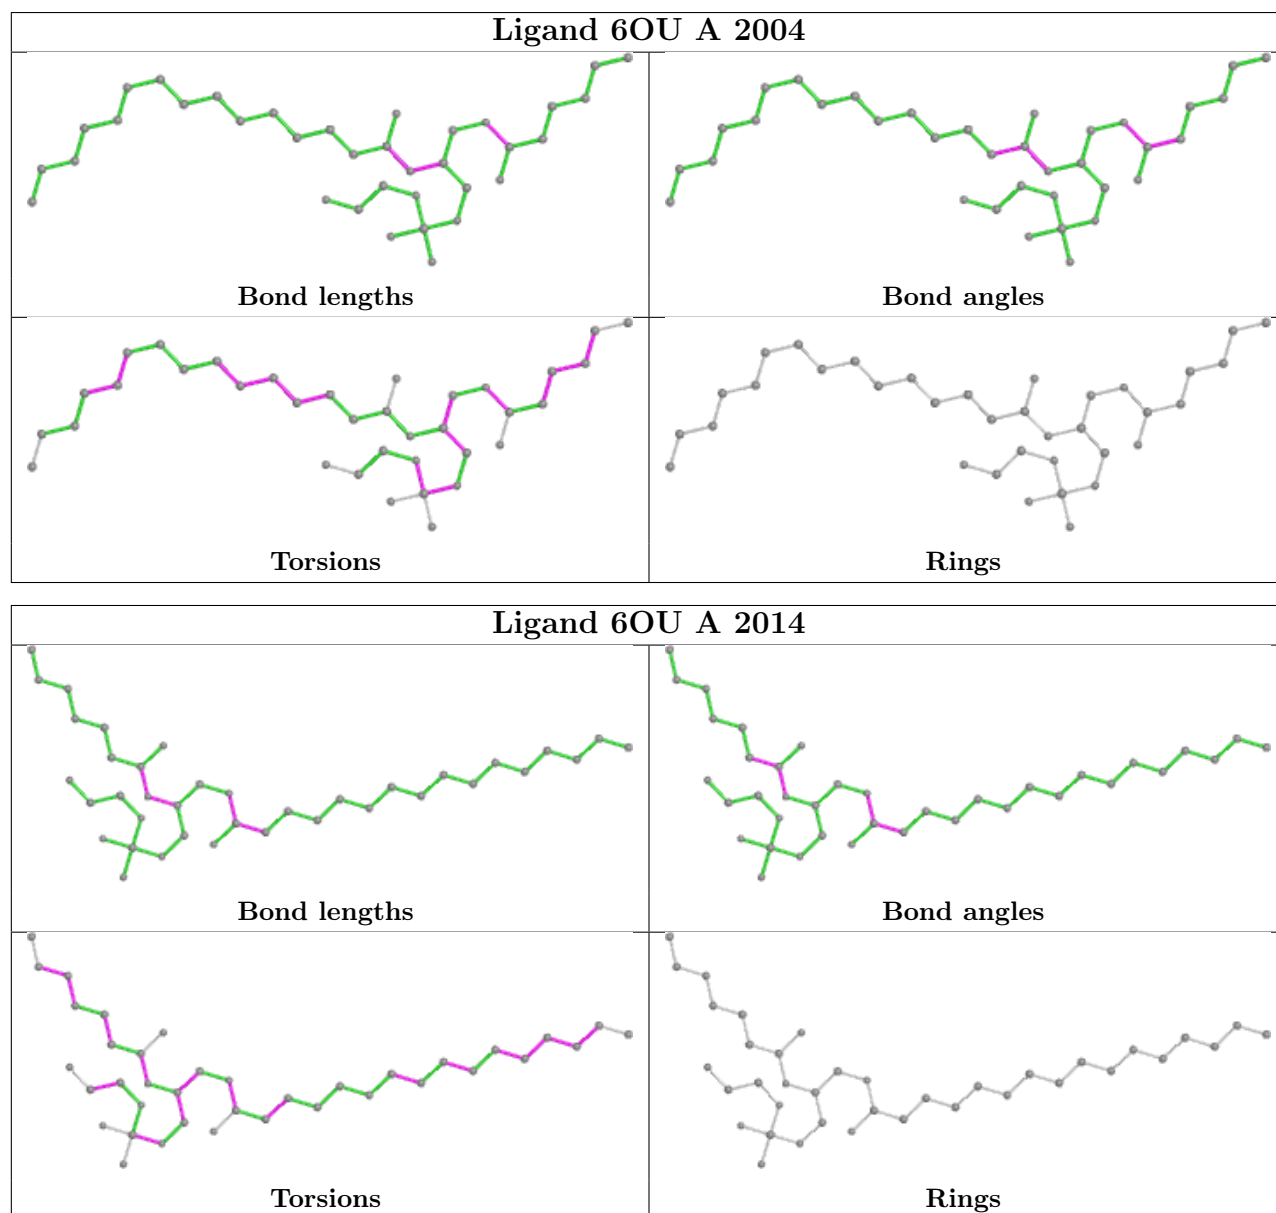 Ligand 6OU A 2004
Bond lengths
Bond angles
Torsions
Rings
Ligand 6OU A 2014
Bond lengths
Bond angles
Torsions
Rings